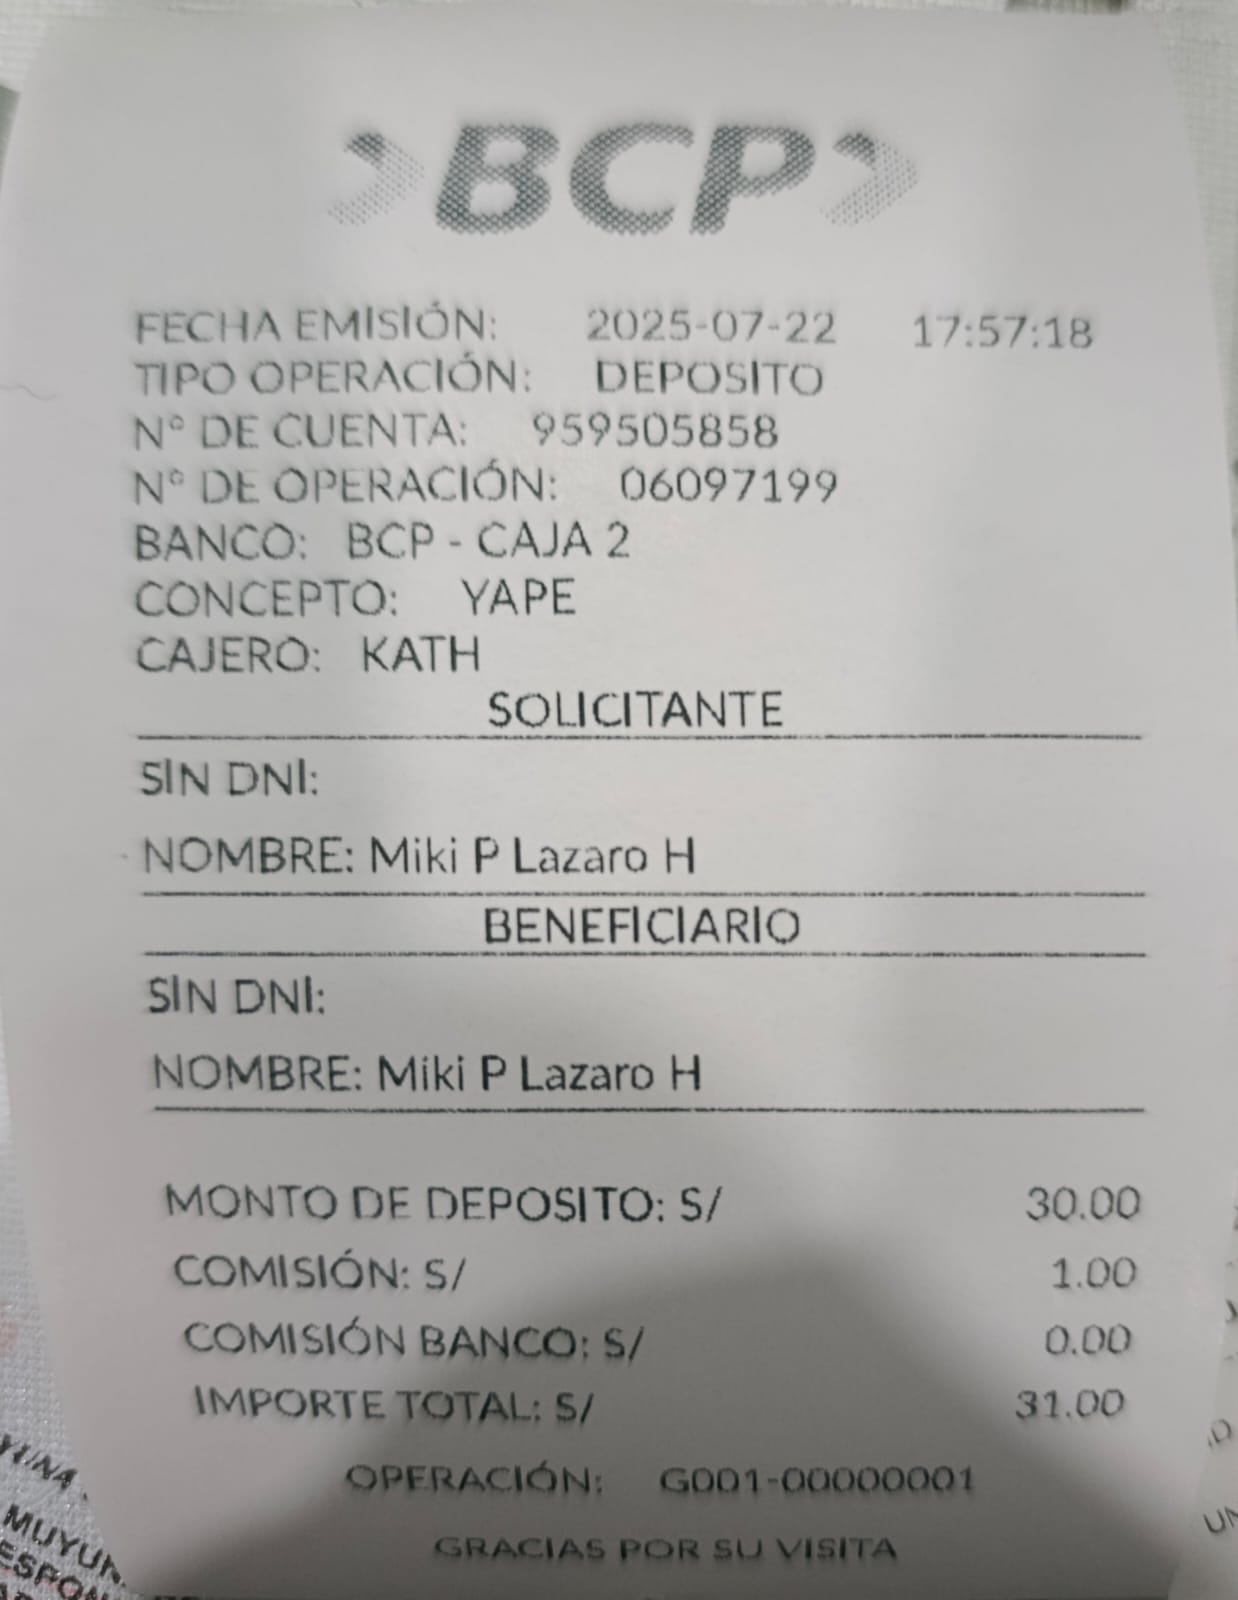 BCP
FECHA EMISIÓN: 2025-07-22 17:57:18
TIPO OPERACIÓN: DEPOSITO
N° DE CUENTA: 959505858
N° DE OPERACIÓN: 06097199
BANCO: BCP - CAJA 2
CONCEPTO: YAPE
CAJERO: KATH
SOLICITANTE
SIN DNI:
NOMBRE: Miki P Lazaro H
BENEFICIARIO
SIN DNI:
NOMBRE: Miki P Lazaro H
MONTO DE DEPOSITO: S/ 30.00
COMISIÓN: S/ 1.00
COMISIÓN BANCO: S/ 0.00
IMPORTE TOTAL: S/ 31.00
OPERACIÓN: G001-00000001
GRACIAS POR SU VISITA